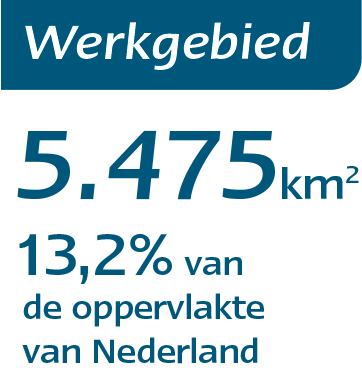 Werkgebied
5.475km²
13,2% van
de oppervlakte
van Nederland